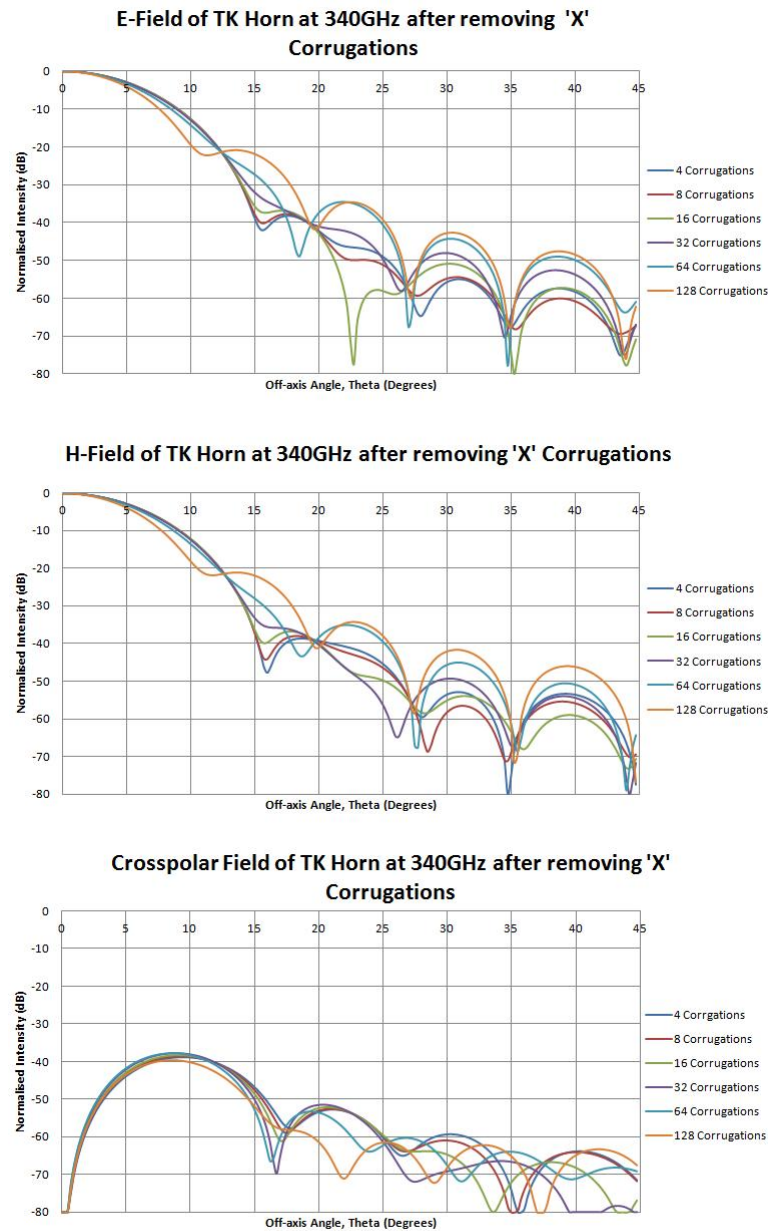 E-Field of TK Horn at 340GHz after removing 'X'
Corrugations
Normalised Intensity (dB)
0
-10
-20
-30
-40
-50
-60
-70
-80
0 5 10 15 20 25 30 35 40 45
Off-axis Angle, Theta (Degrees)
4 Corrugations
8 Corrugations
16 Corrugations
32 Corrugations
64 Corrugations
128 Corrugations
H-Field of TK Horn at 340GHz after removing 'X' Corrugations
Normalised Intensity (dB)
0
-10
-20
-30
-40
-50
-60
-70
-80
0 5 10 15 20 25 30 35 40 45
Off-axis Angle, Theta (Degrees)
4 Corrugations
8 Corrugations
16 Corrugations
32 Corrugations
64 Corrugations
128 Corrugations
Crosspolar Field of TK Horn at 340GHz after removing 'X'
Corrugations
Normalised Intensity (dB)
0
-10
-20
-30
-40
-50
-60
-70
-80
0 5 10 15 20 25 30 35 40 45
Off-axis Angle, Theta (Degrees)
4 Corrgations
8 Corrugations
16 Corrugations
32 Corrugations
64 Corrugations
128 Corrugations